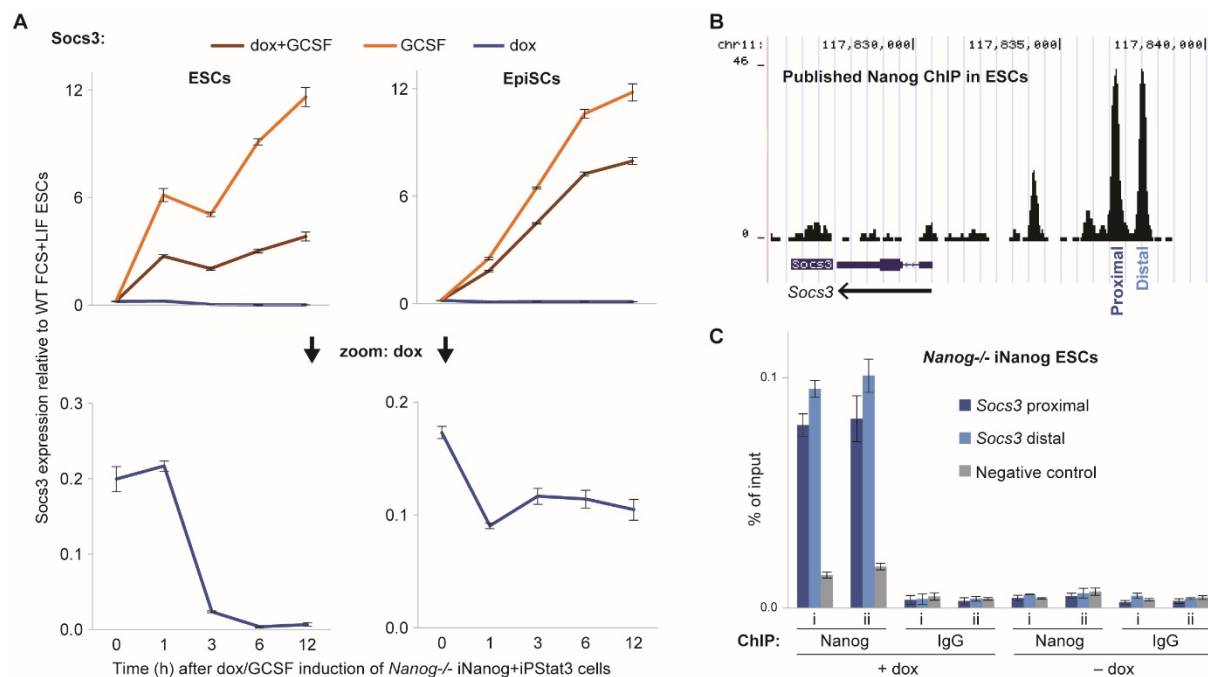 A
Socs3:
dox+GCSF
GCSF
dox
ESCs
EpiSCs
12
6
0
12
6
0
zoom: dox
0.3
0.2
0.1
0.0
0.2
0.1
0.0
0 1 3 6 12
0 1 3 6 12
Socs3 expression relative to WT FCS+LIF ESCs
Time (h) after dox/GCSF induction of Nanog-/- iNanog+iPStat3 cells
B
chr11: 117,830,000 117,835,000 117,840,000
46
Published Nanog ChIP in ESCs
0
Socs3
Socs3
Proximal
Distal
C
Nanog-/- iNanog ESCs
Socs3 proximal
Socs3 distal
Negative control
% of input
0.1
0.0
i ii i ii i ii i ii
ChIP: Nanog IgG Nanog IgG
+ dox – dox